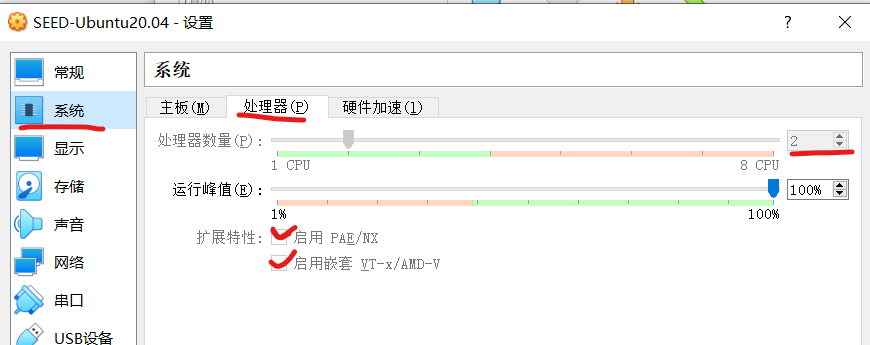 SEED-Ubuntu20.04 - 设置
?
常规
系统
显示
存储
声音
网络
串口
USB设备
系统
主板(M) 处理器(P) 硬件加速(l)
处理器数量(P): 2
1 CPU 8 CPU
运行峰值(E): 100%
1% 100%
扩展特性: 启用 PAE/NX
启用嵌套 VT-x/AMD-V